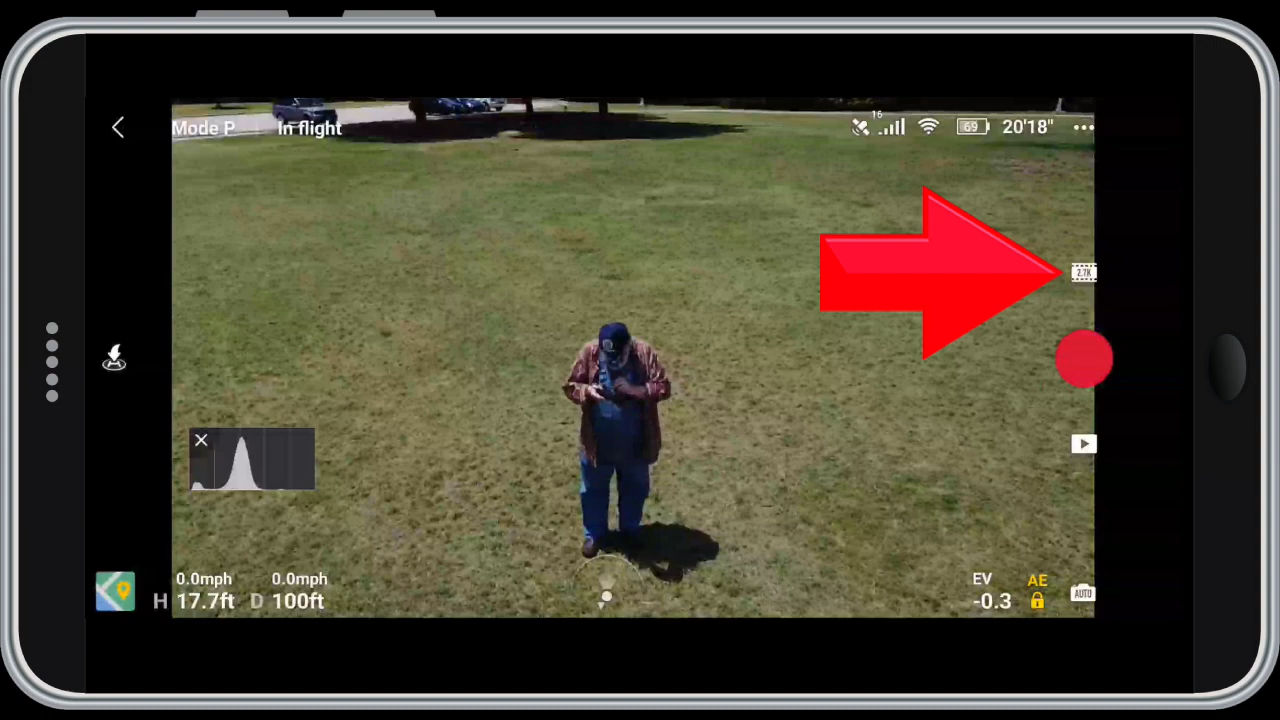 Mode P In flight 16 69 20'18"
2.7K
0.0mph 0.0mph EV AE
H 17.7ft D 100ft -0.3 AUTO